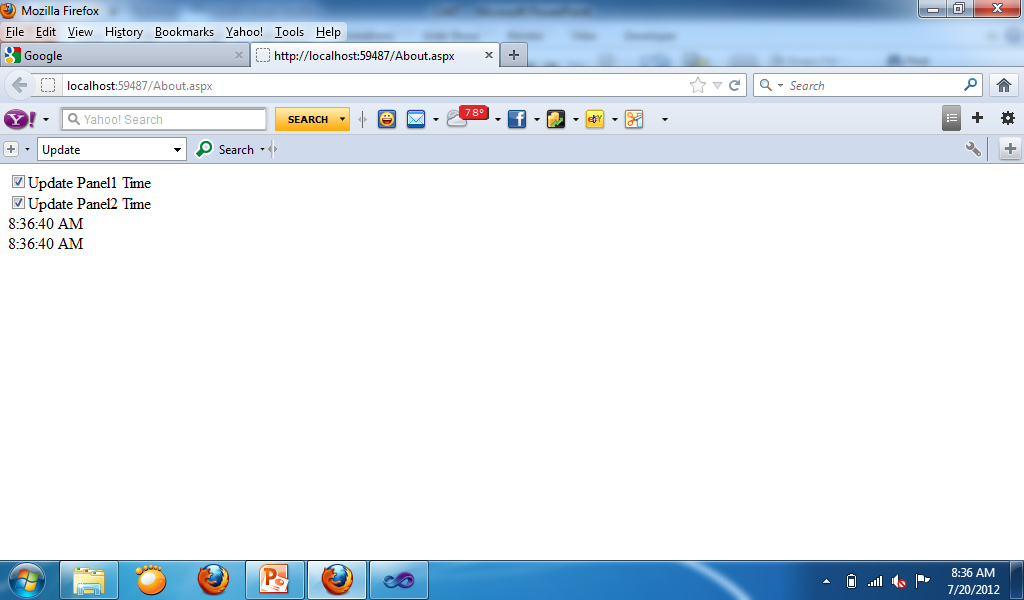 Mozilla Firefox
File Edit View History Bookmarks Yahoo! Tools Help
Google
http://localhost:59487/About.aspx
localhost:59487/About.aspx
Search
Y! Yahoo! Search SEARCH 78°
Update Search
Update Panel1 Time
Update Panel2 Time
8:36:40 AM
8:36:40 AM
8:36 AM
7/20/2012